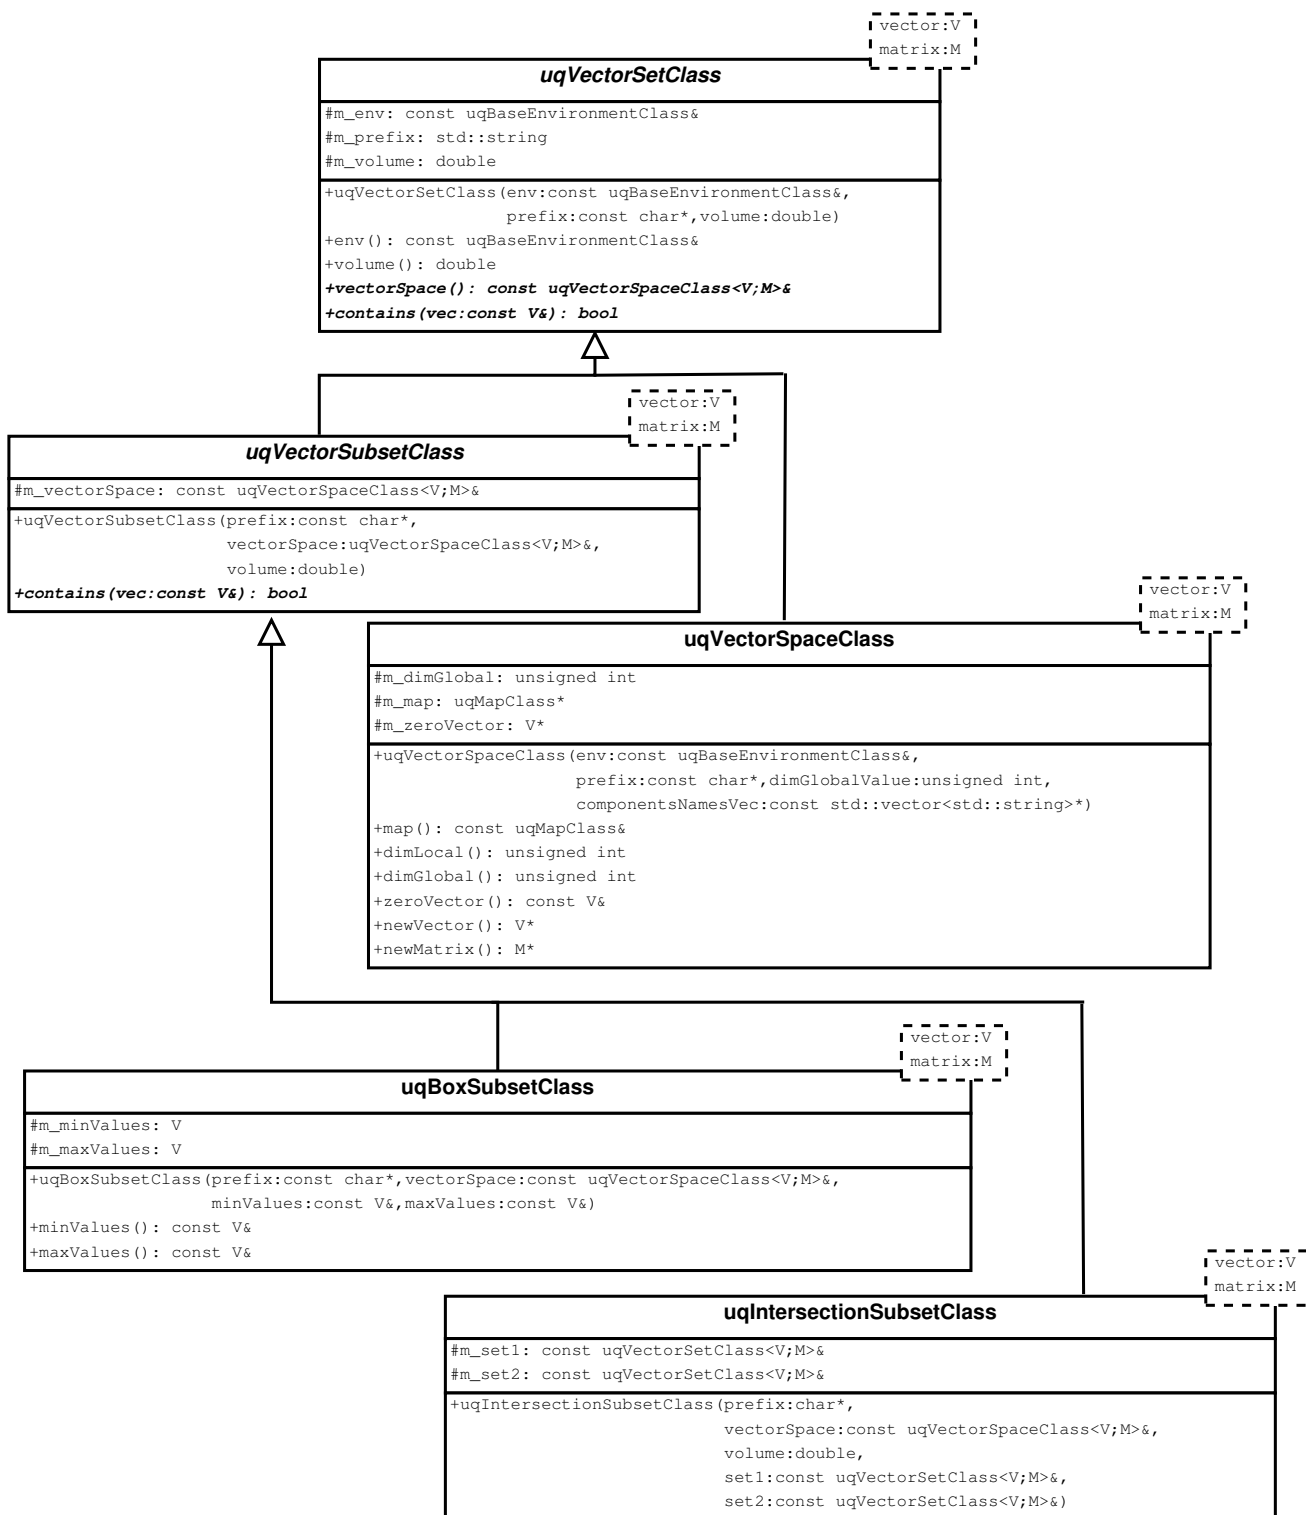 vector:V
matrix:M
uqVectorSetClass
#m_env: const uqBaseEnvironmentClass&
#m_prefix: std::string
#m_volume: double
+uqVectorSetClass(env:const uqBaseEnvironmentClass&,
prefix:const char*,volume:double)
+env(): const uqBaseEnvironmentClass&
+volume(): double
+vectorSpace(): const uqVectorSpaceClass<V;M>&
+contains(vec:const V&): bool
vector:V
matrix:M
uqVectorSubsetClass
#m_vectorSpace: const uqVectorSpaceClass<V;M>&
+uqVectorSubsetClass(prefix:const char*,
vectorSpace:uqVectorSpaceClass<V;M>&,
volume:double)
+contains(vec:const V&): bool
vector:V
matrix:M
uqVectorSpaceClass
#m_dimGlobal: unsigned int
#m_map: uqMapClass*
#m_zeroVector: V*
+uqVectorSpaceClass(env:const uqBaseEnvironmentClass&,
prefix:const char*,dimGlobalValue:unsigned int,
componentsNamesVec:const std::vector<std::string>*)
+map(): const uqMapClass&
+dimLocal(): unsigned int
+dimGlobal(): unsigned int
+zeroVector(): const V&
+newVector(): V*
+newMatrix(): M*
vector:V
matrix:M
uqBoxSubsetClass
#m_minValues: V
#m_maxValues: V
+uqBoxSubsetClass(prefix:const char*,vectorSpace:const uqVectorSpaceClass<V;M>&,
minValues:const V&,maxValues:const V&)
+minValues(): const V&
+maxValues(): const V&
vector:V
matrix:M
uqIntersectionSubsetClass
#m_set1: const uqVectorSetClass<V;M>&
#m_set2: const uqVectorSetClass<V;M>&
+uqIntersectionSubsetClass(prefix:char*,
vectorSpace:const uqVectorSpaceClass<V;M>&,
volume:double,
set1:const uqVectorSetClass<V;M>&,
set2:const uqVectorSetClass<V;M>&)